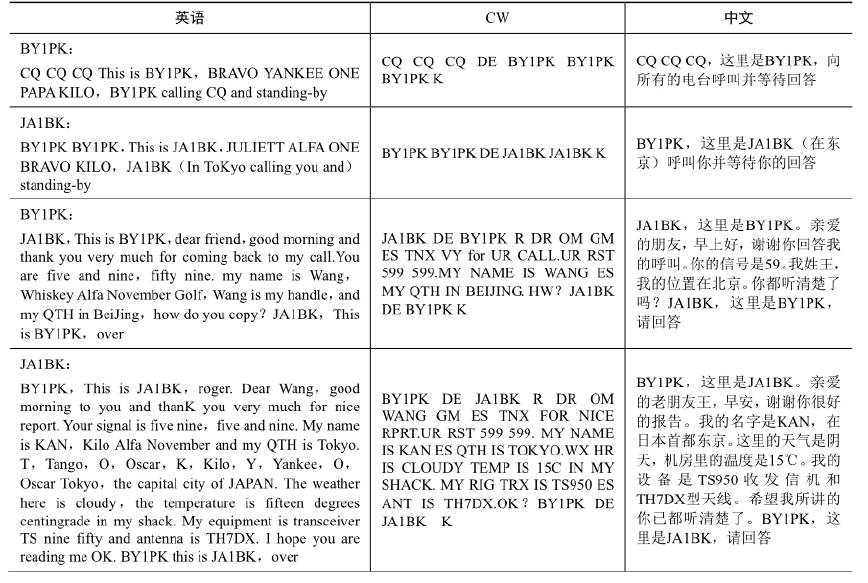 英语
CW
中文
BY1PK：
CQ CQ CQ This is BY1PK，BRAVO YANKEE ONE
PAPA KILO，BY1PK calling CQ and standing-by
CQ CQ CQ DE BY1PK BY1PK
BY1PK K
CQ CQ CQ，这里是BY1PK，向
所有的电台呼叫并等待回答
JA1BK：
BY1PK BY1PK，This is JA1BK，JULIETT ALFA ONE
BRAVO KILO，JA1BK（In ToKyo calling you and）
standing-by
BY1PK BY1PK DE JA1BK JA1BK K
BY1PK，这里是JA1BK（在东
京）呼叫你并等待你的回答
BY1PK：
JA1BK，This is BY1PK，dear friend，good morning and
thank you very much for coming back to my call.You
are five and nine，fifty nine. my name is Wang，
Whiskey Alfa November Golf，Wang is my handle，and
my QTH in BeiJing，how do you copy？JA1BK，This
is BY1PK，over
JA1BK DE BY1PK R DR OM GM
ES TNX VY for UR CALL.UR RST
599 599.MY NAME IS WANG ES
MY QTH IN BEIJING. HW？JA1BK
DE BY1PK K
JA1BK，这里是BY1PK。亲爱
的朋友，早上好，谢谢你回答我
的呼叫。你的信号是59。我姓王，
我的位置在北京。你都听清楚了
吗？JA1BK，这里是BY1PK，
请回答
JA1BK：
BY1PK，This is JA1BK，roger. Dear Wang，good
morning to you and thanK you very much for nice
report. Your signal is five nine，five and nine. My name
is KAN，Kilo Alfa November and my QTH is Tokyo.
T，Tango，O，Oscar，K，Kilo，Y，Yankee，O，
Oscar Tokyo，the capital city of JAPAN. The weather
here is cloudy，the temperature is fifteen degrees
centingrade in my shack. My equipment is transceiver
TS nine fifty and antenna is TH7DX. I hope you are
reading me OK. BY1PK this is JA1BK，over
BY1PK DE JA1BK R DR OM
WANG GM ES TNX FOR NICE
RPRT.UR RST 599 599. MY NAME
IS KAN ES QTH IS TOKYO.WX HR
IS CLOUDY TEMP IS 15C IN MY
SHACK. MY RIG TRX IS TS950 ES
ANT IS TH7DX.OK？BY1PK DE
JA1BK K
BY1PK，这里是JA1BK。亲爱
的老朋友王，早安，谢谢你很好
的报告。我的名字是KAN，在
日本首都东京。这里的天气是阴
天，机房里的温度是15℃。我的
设备是TS950收发信机和
TH7DX型天线。希望我所讲的
你已都听清楚了。BY1PK，这
里是JA1BK，请回答